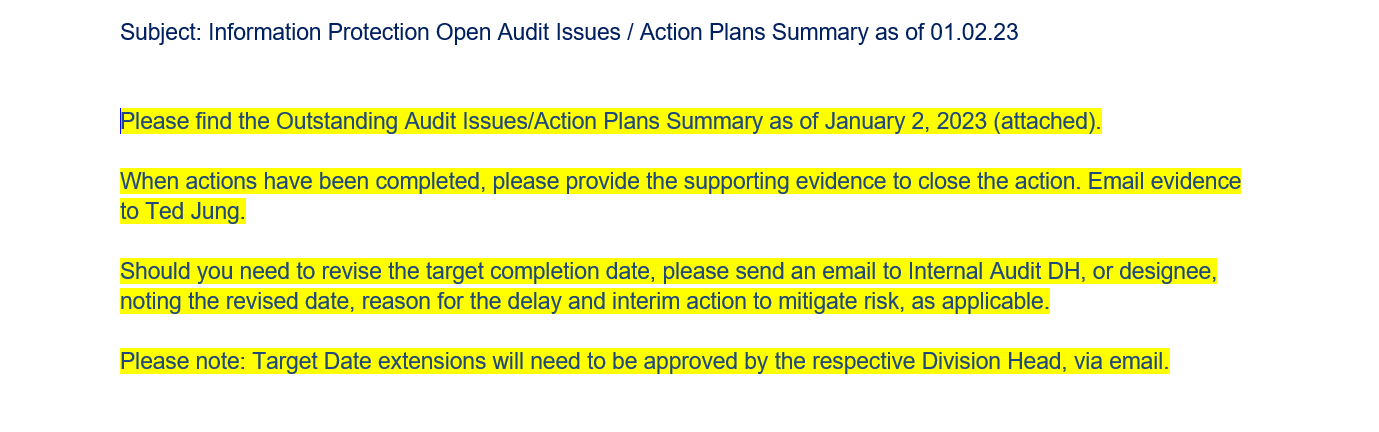 Subject: Information Protection Open Audit Issues / Action Plans Summary as of 01.02.23
Please find the Outstanding Audit Issues/Action Plans Summary as of January 2, 2023 (attached).
When actions have been completed, please provide the supporting evidence to close the action. Email evidence
to Ted Jung.
Should you need to revise the target completion date, please send an email to Internal Audit DH, or designee,
noting the revised date, reason for the delay and interim action to mitigate risk, as applicable.
Please note: Target Date extensions will need to be approved by the respective Division Head, via email.